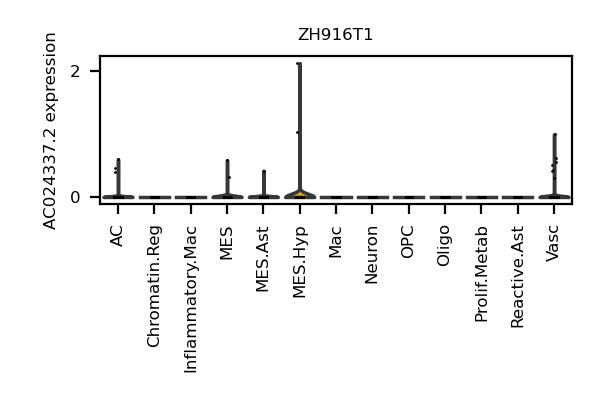 ZH916T1
AC024337.2 expression
2
0
AC
Chromatin.Reg
Inflammatory.Mac
MES
MES.Ast
MES.Hyp
Mac
Neuron
OPC
Oligo
Prolif.Metab
Reactive.Ast
Vasc